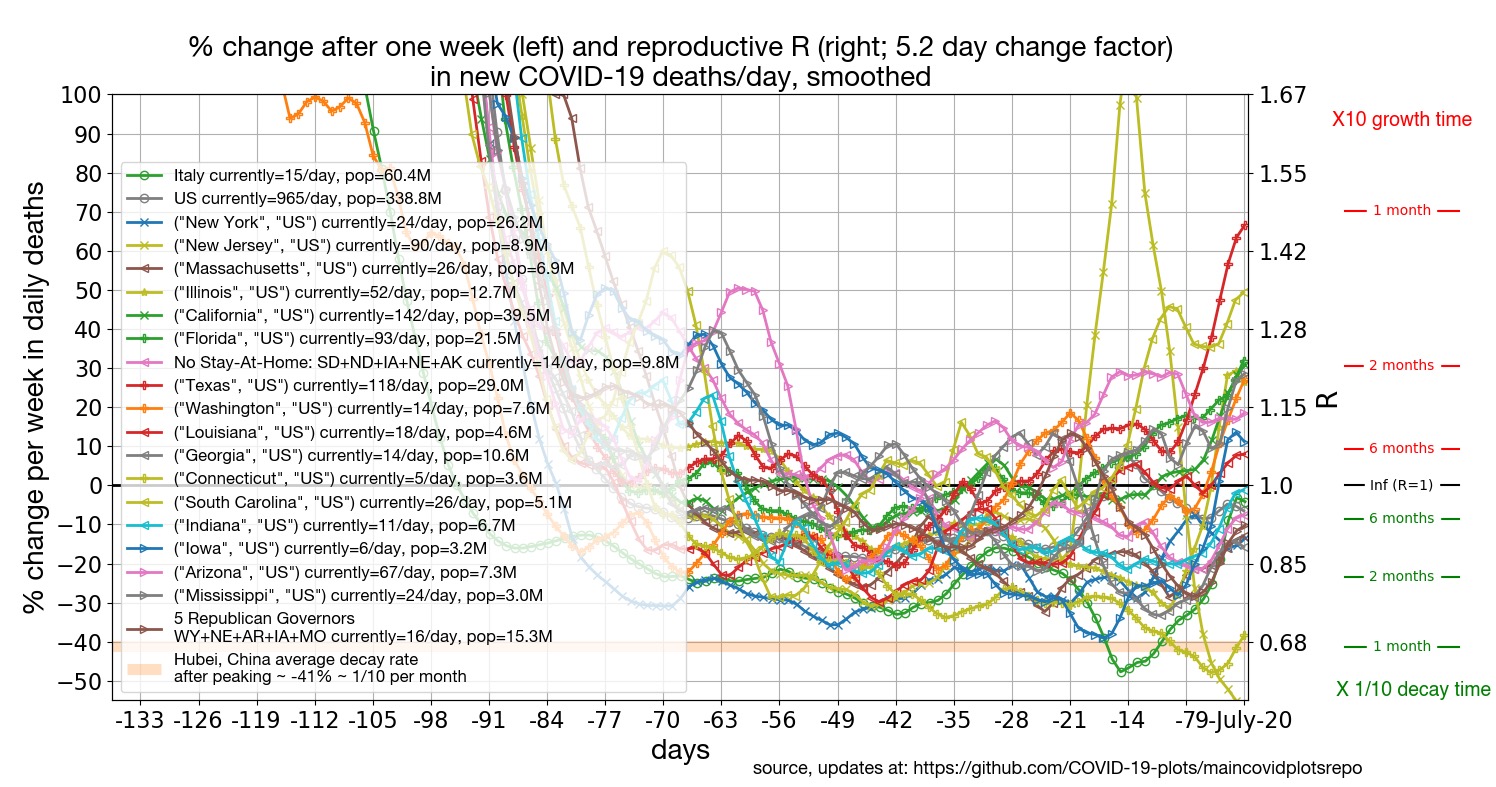 % change after one week (left) and reproductive R (right; 5.2 day change factor)
in new COVID-19 deaths/day, smoothed
% change per week in daily deaths
100
90
80
70
60
50
40
30
20
10
0
−10
−20
−30
−40
−50
Italy currently=15/day, pop=60.4M
US currently=965/day, pop=338.8M
("New York", "US") currently=24/day, pop=26.2M
("New Jersey", "US") currently=90/day, pop=8.9M
("Massachusetts", "US") currently=26/day, pop=6.9M
("Illinois", "US") currently=52/day, pop=12.7M
("California", "US") currently=142/day, pop=39.5M
("Florida", "US") currently=93/day, pop=21.5M
No Stay-At-Home: SD+ND+IA+NE+AK currently=14/day, pop=9.8M
("Texas", "US") currently=118/day, pop=29.0M
("Washington", "US") currently=14/day, pop=7.6M
("Louisiana", "US") currently=18/day, pop=4.6M
("Georgia", "US") currently=14/day, pop=10.6M
("Connecticut", "US") currently=5/day, pop=3.6M
("South Carolina", "US") currently=26/day, pop=5.1M
("Indiana", "US") currently=11/day, pop=6.7M
("Iowa", "US") currently=6/day, pop=3.2M
("Arizona", "US") currently=67/day, pop=7.3M
("Mississippi", "US") currently=24/day, pop=3.0M
5 Republican Governors
WY+NE+AR+IA+MO currently=16/day, pop=15.3M
Hubei, China average decay rate
after peaking ~ -41% ~ 1/10 per month
1.67
1.55
1.42
1.28
1.15
1.0
0.85
0.68
R
X10 growth time
1 month
2 months
6 months
Inf (R=1)
6 months
2 months
1 month
X 1/10 decay time
-133 -126 -119 -112 -105 -98 -91 -84 -77 -70 -63 -56 -49 -42 -35 -28 -21 -14 -79-July-20
days
source, updates at: https://github.com/COVID-19-plots/maincovidplotsrepo